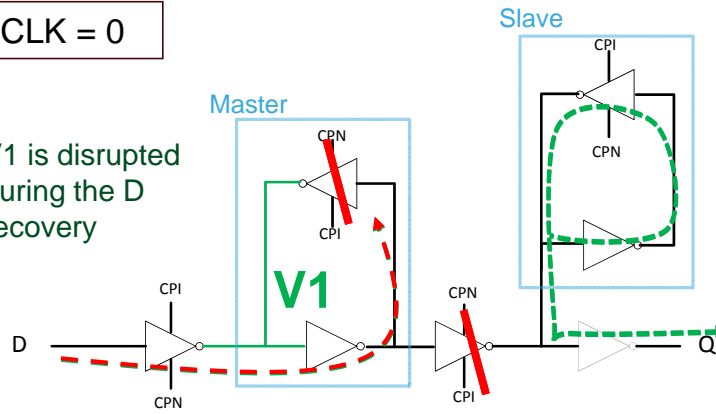 CLK = 0
Slave
CPI
Master
CPN
CPN
/1 is disrupted
uring the D
ecovery
CPI
V1
CPI
CPN
D
Q
CPN
CPI